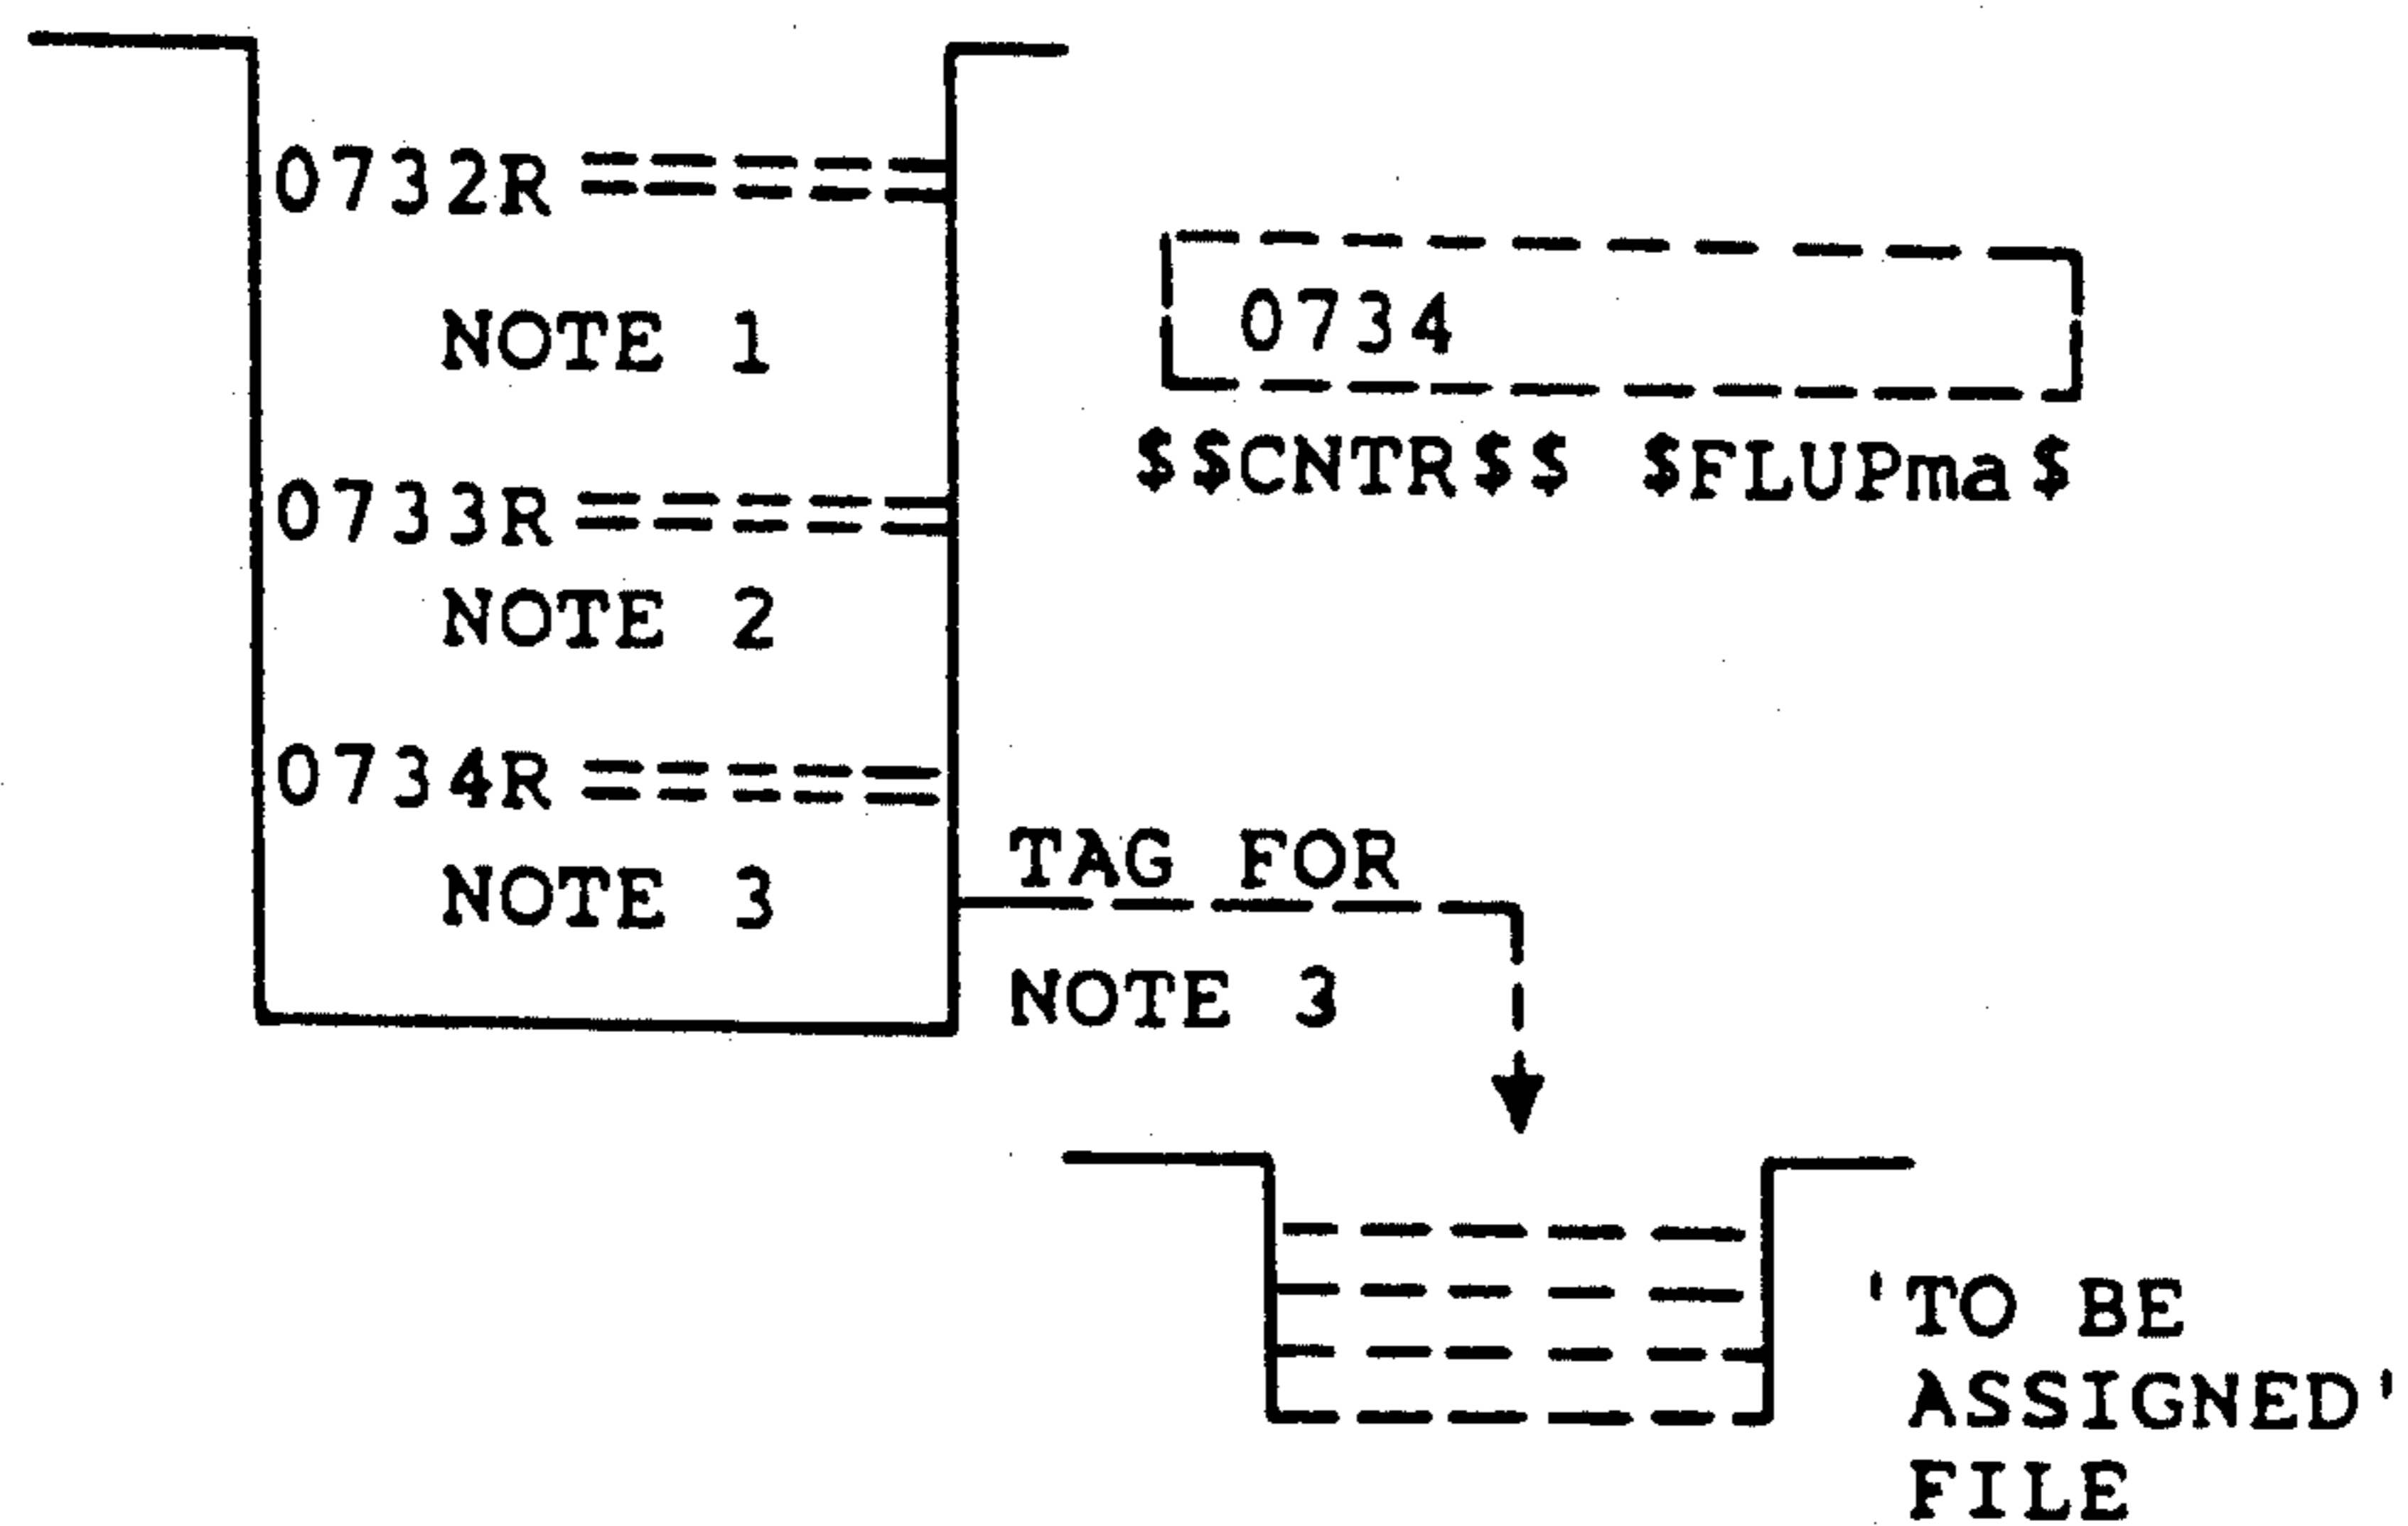 0732R
NOTE 1
0733R
NOTE 2
0734R
NOTE 3
0734
$$CNTR$$ $FLUPma$
TAG FOR
NOTE 3
'TO BE
ASSIGNED'
FILE